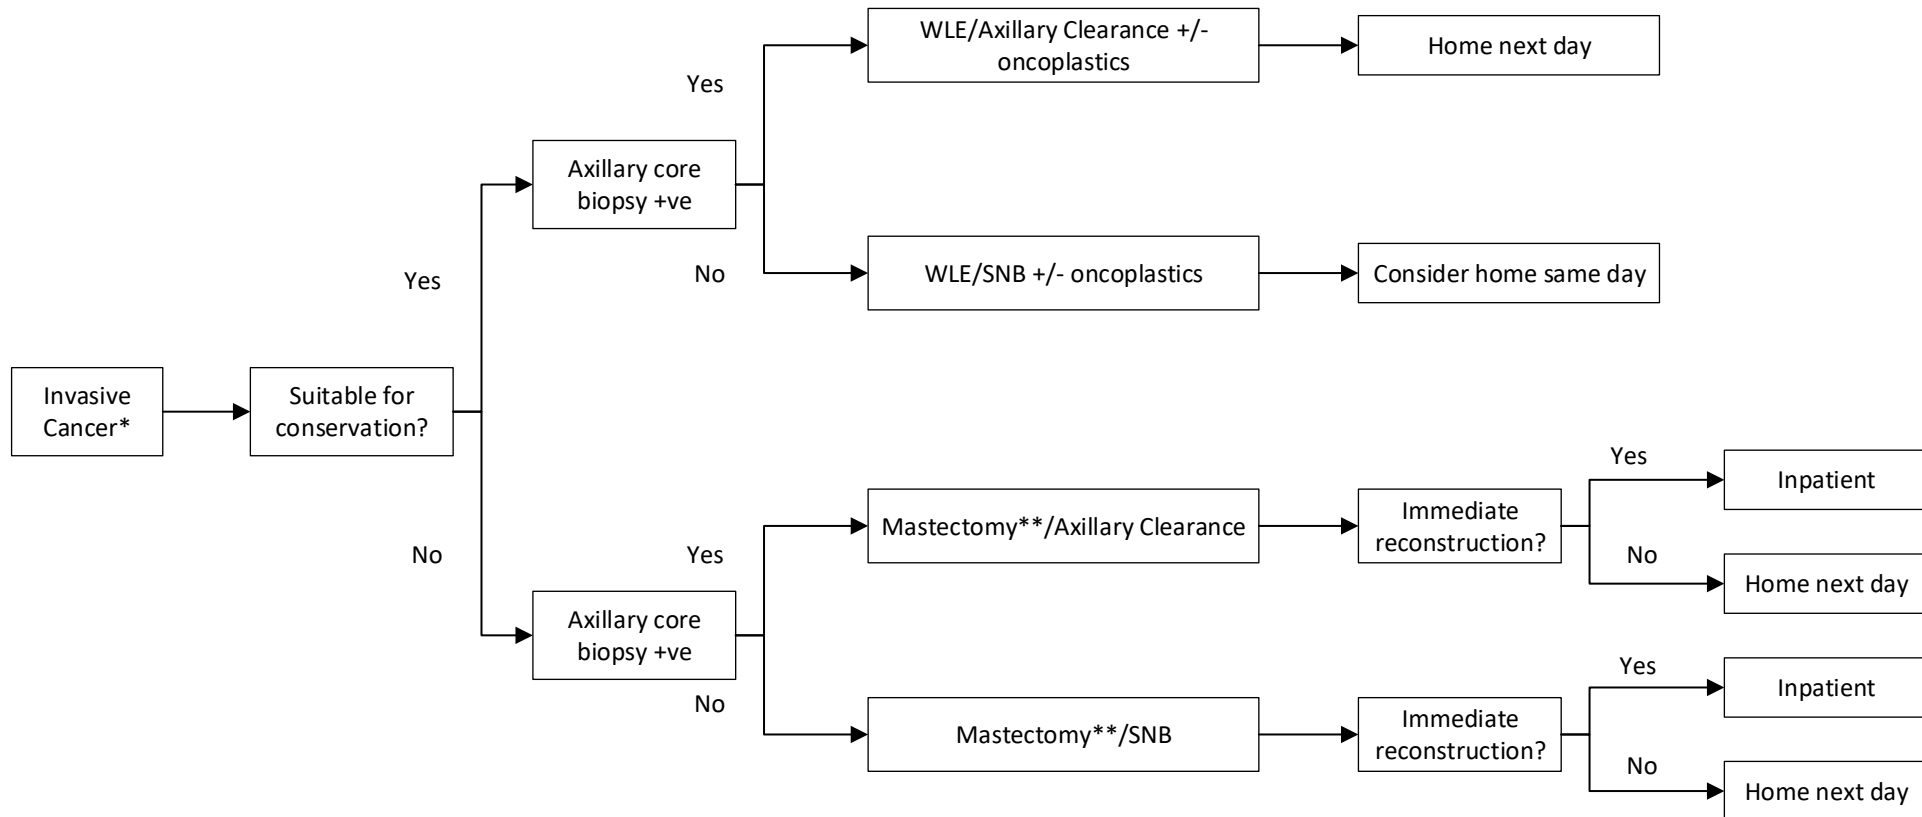 Invasive
Cancer*
Suitable for
conservation?
Yes
No
Axillary core
biopsy +ve
Yes
No
WLE/Axillary Clearance +/-
oncoplastics
Home next day
WLE/SNB +/- oncoplastics
Consider home same day
Axillary core
biopsy +ve
Yes
No
Mastectomy**/Axillary Clearance
Immediate
reconstruction?
Yes
Inpatient
No
Home next day
Mastectomy**/SNB
Immediate
reconstruction?
Yes
Inpatient
No
Home next day